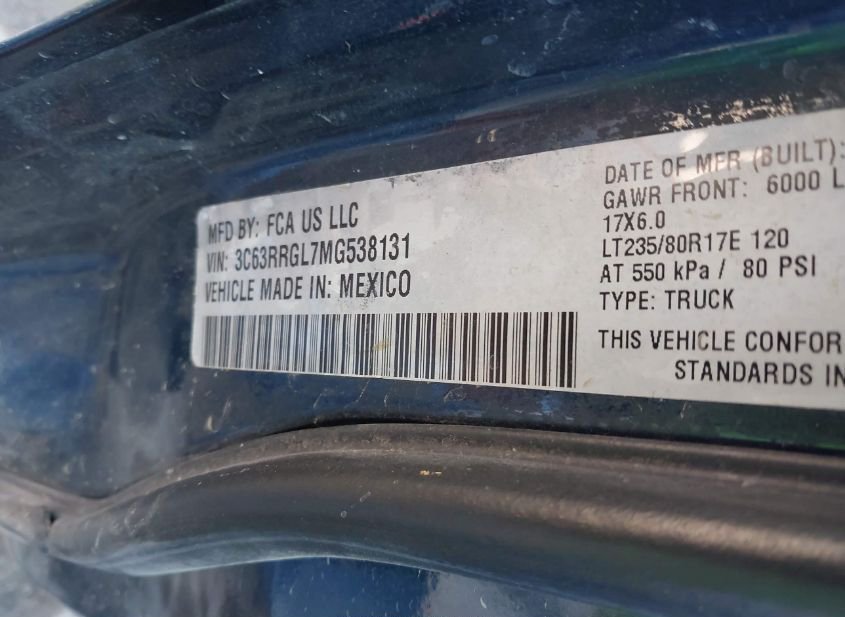 MFD BY: FCA US LLC
VIN: 3C63RRGL7MG538131
VEHICLE MADE IN: MEXICO
DATE OF MFR (BUILT):
GAWR FRONT: 6000 L
17X6.0
LT235/80R17E 120
AT 550 kPa / 80 PSI
TYPE: TRUCK
THIS VEHICLE CONFOR
STANDARDS IN